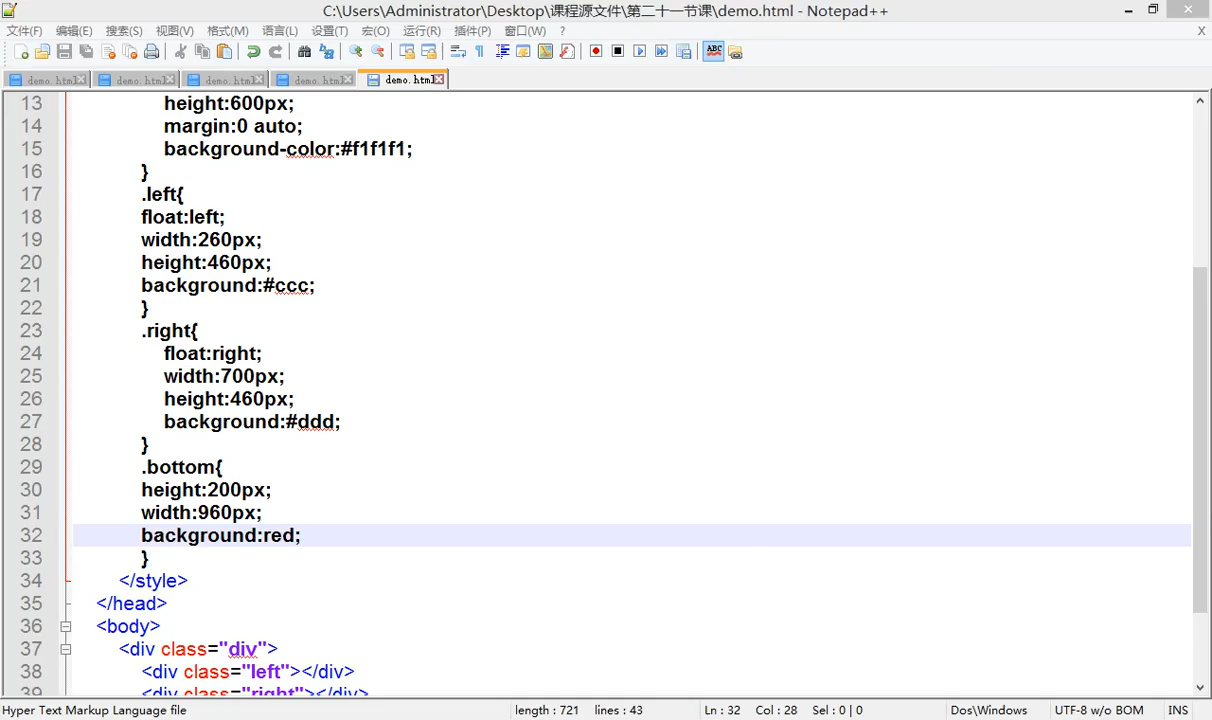 C:\Users\Administrator\Desktop\课程源文件\第二十一节课\demo.html - Notepad++
文件(F) 编辑(E) 搜索(S) 视图(V) 格式(M) 语言(L) 设置(T) 宏(O) 运行(R) 插件(P) 窗口(W) ? X
demo.html demo.html demo.html demo.html demo.html
13 height:600px;
14 margin:0 auto;
15 background-color:#f1f1f1;
16 }
17 .left{
18 float:left;
19 width:260px;
20 height:460px;
21 background:#ccc;
22 }
23 .right{
24 float:right;
25 width:700px;
26 height:460px;
27 background:#ddd;
28 }
29 .bottom{
30 height:200px;
31 width:960px;
32 background:red;
33 }
34 </style>
35 </head>
36 <body>
37 <div class="div">
38 <div class="left"></div>
39 <div class="right"></div>
Hyper Text Markup Language file length : 721 lines : 43 Ln : 32 Col : 28 Sel : 0 | 0 Dos\Windows UTF-8 w/o BOM INS